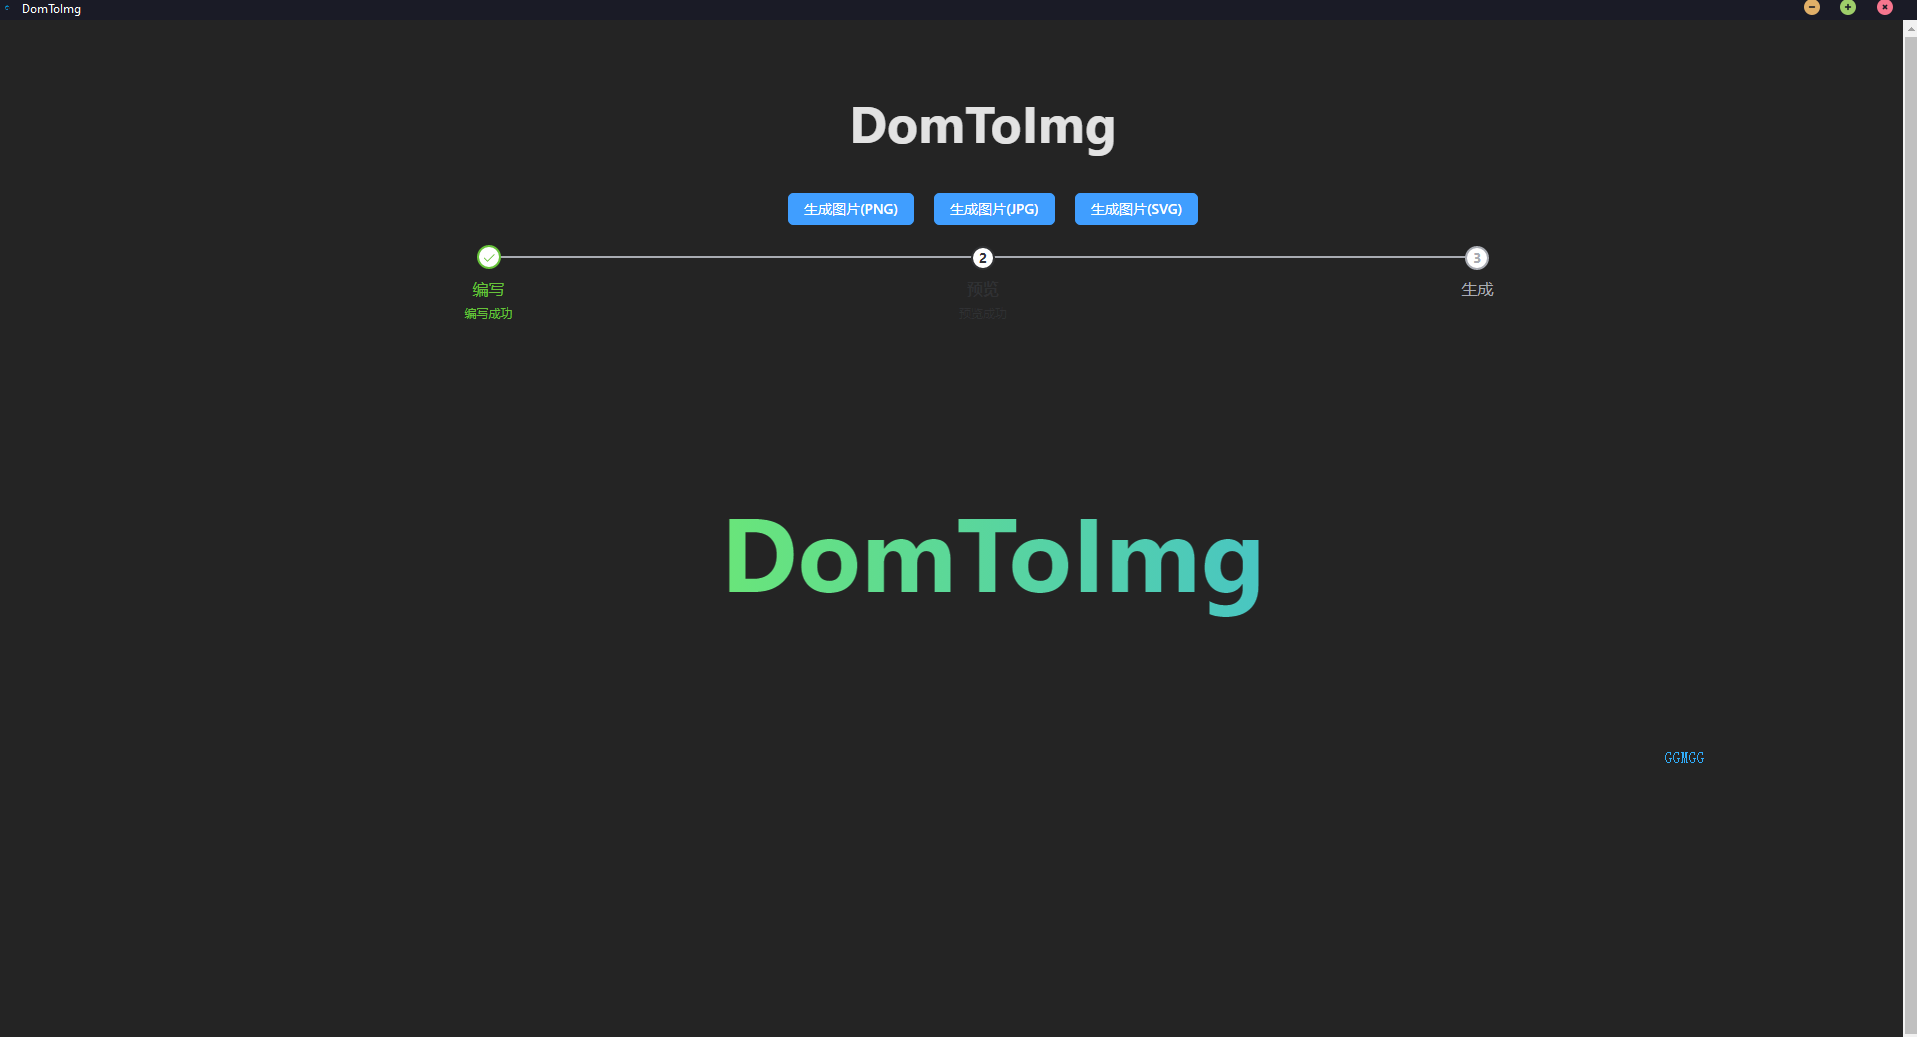 DomToImg
DomToImg
生成图片(PNG) 生成图片(JPG) 生成图片(SVG)
2 3
编写 预览 生成
编写成功 预览成功
DomToImg
GGMGG